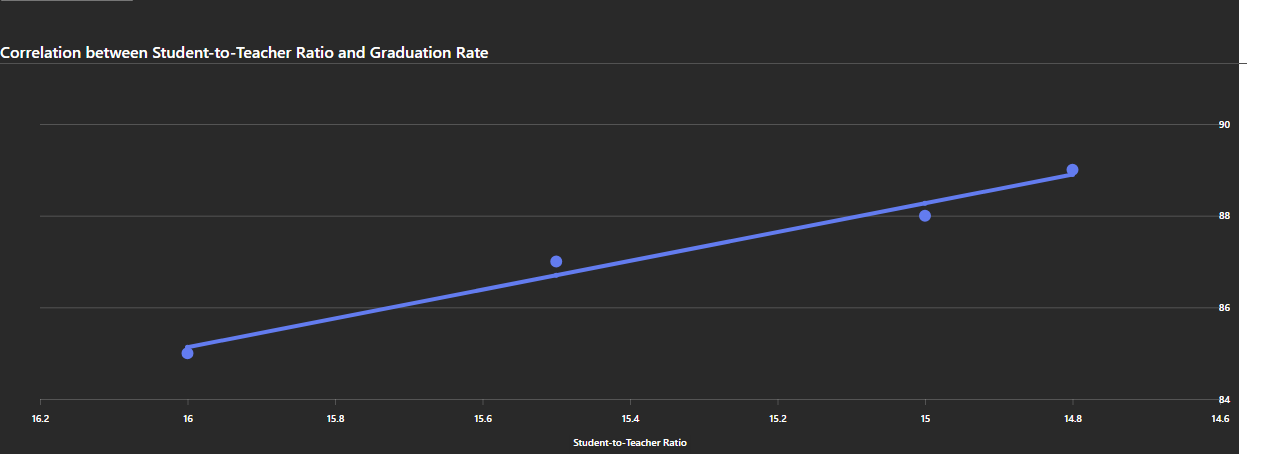 Correlation between Student-to-Teacher Ratio and Graduation Rate
90
88
86
84
16.2 16 15.8 15.6 15.4 15.2 15 14.8 14.6
Student-to-Teacher Ratio